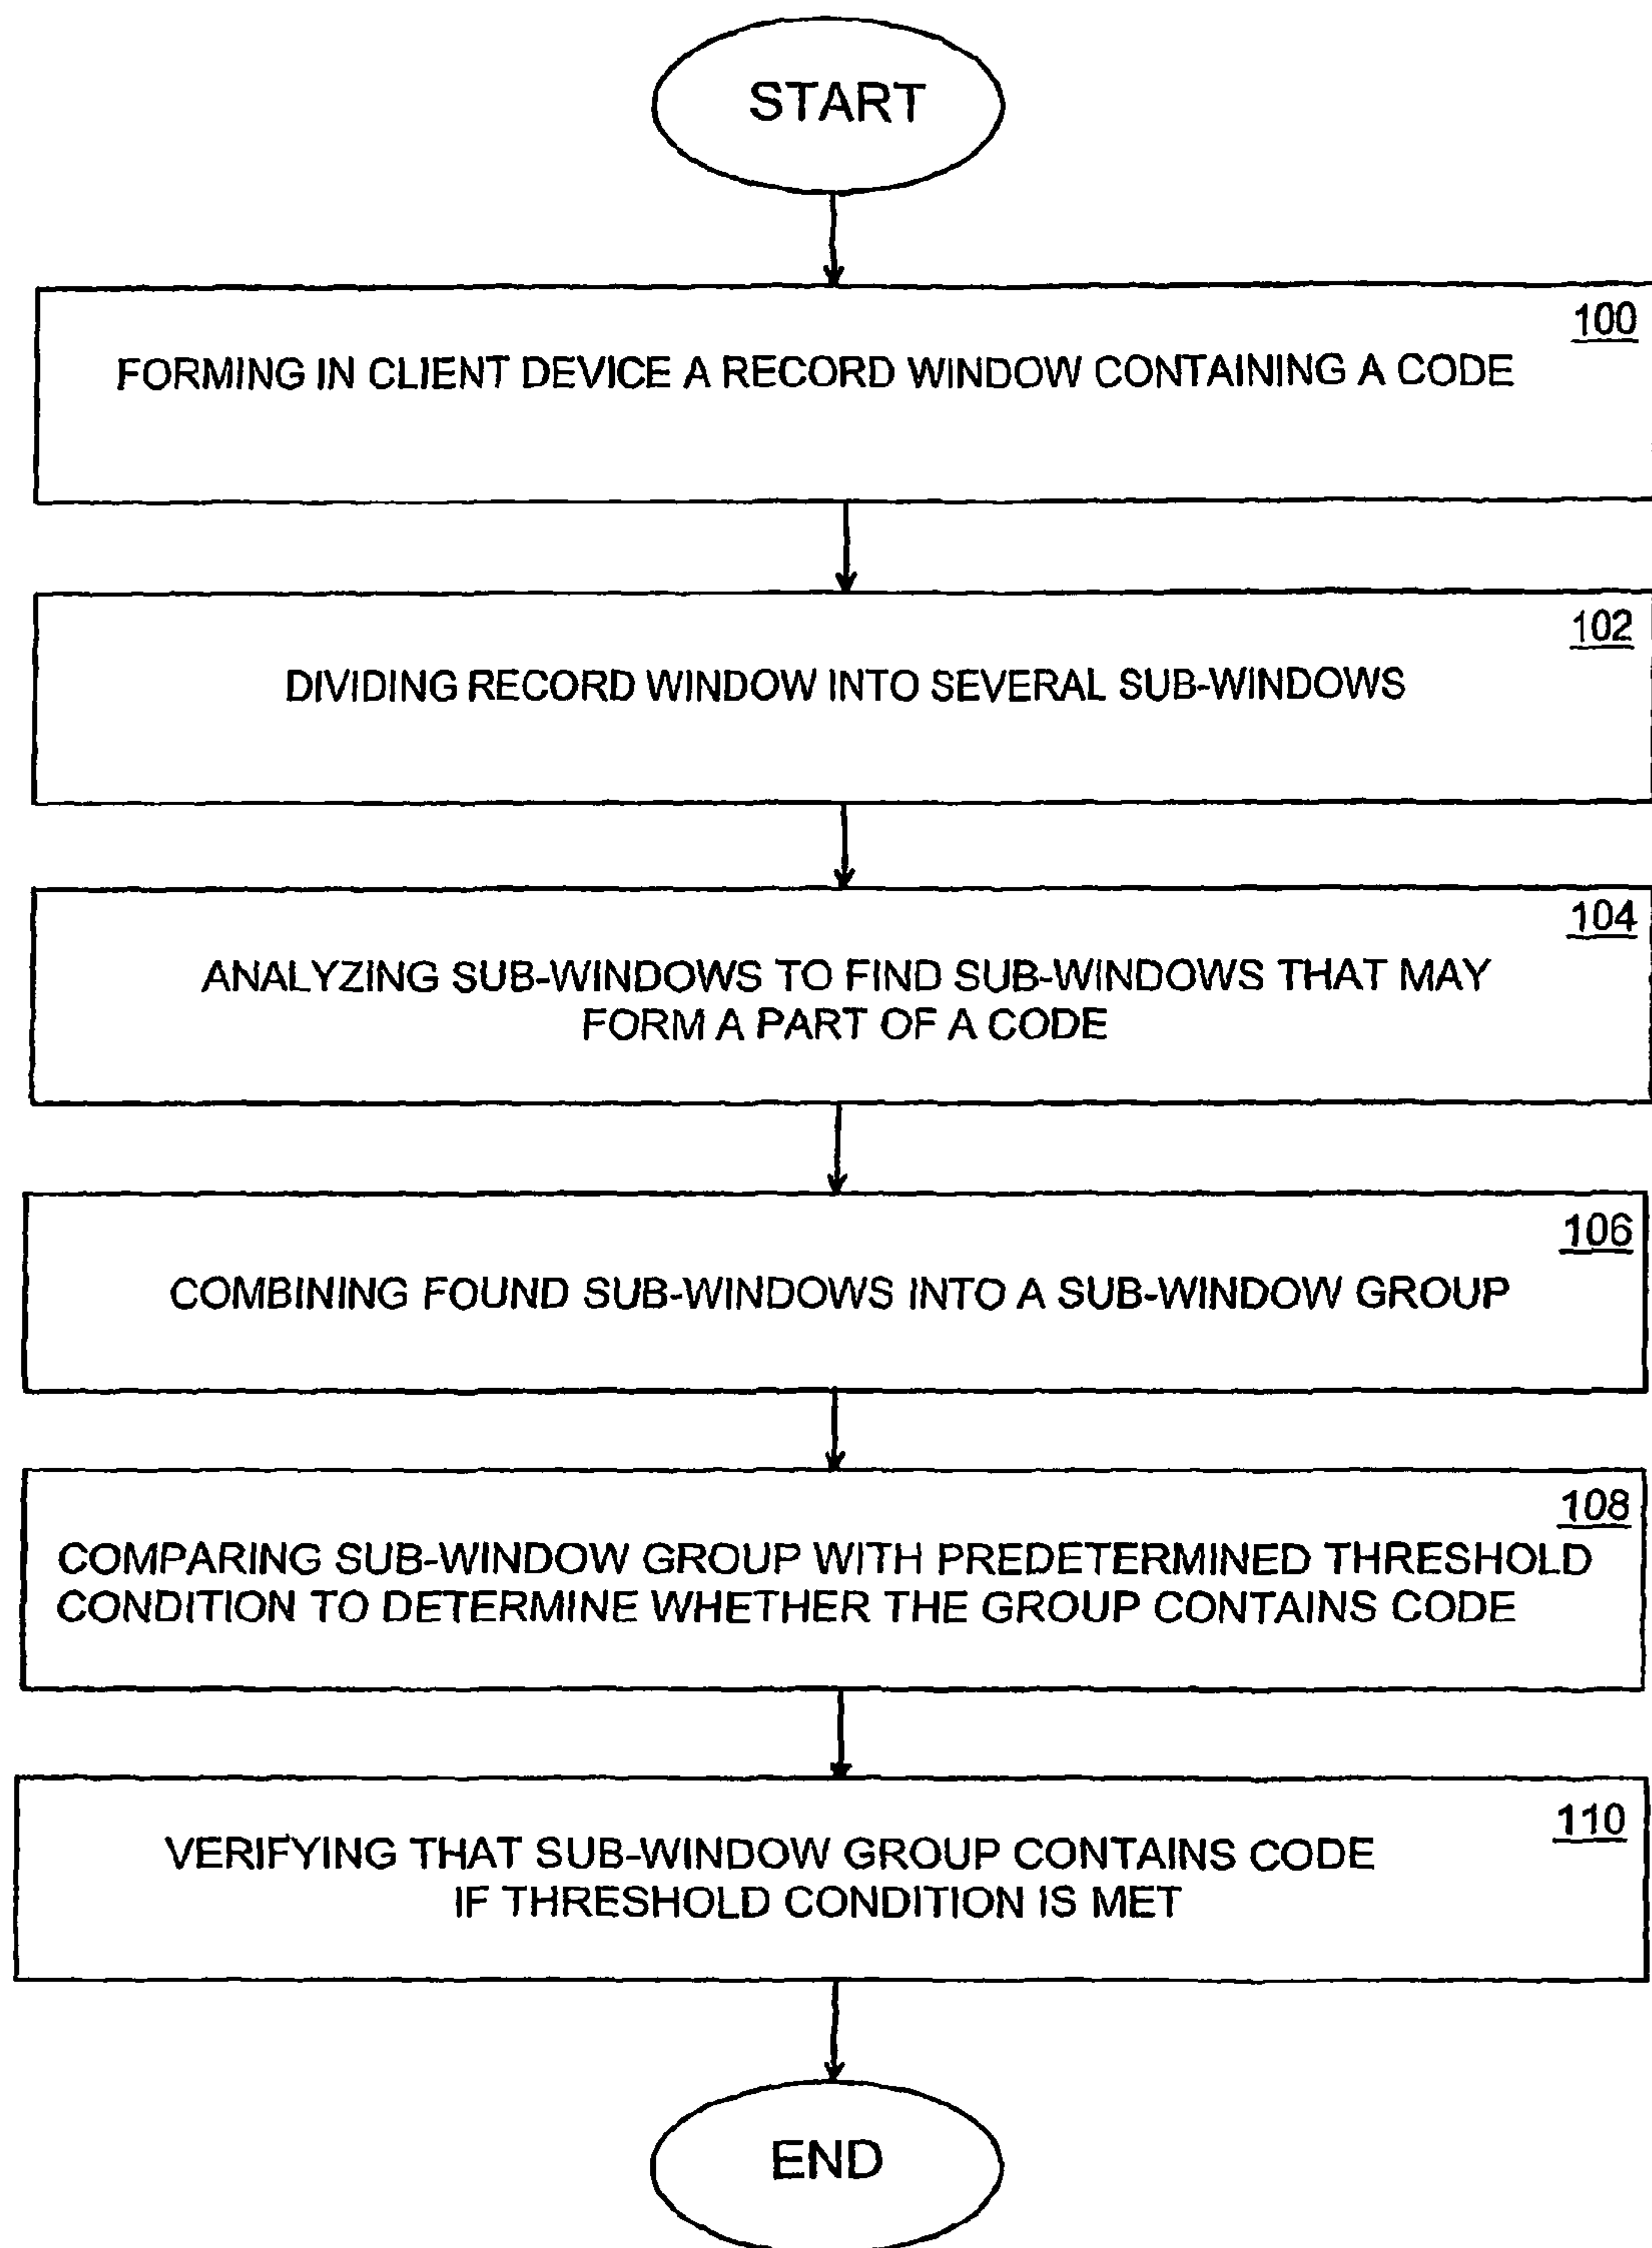 START
100
FORMING IN CLIENT DEVICE A RECORD WINDOW CONTAINING A CODE
102
DIVIDING RECORD WINDOW INTO SEVERAL SUB-WINDOWS
104
ANALYZING SUB-WINDOWS TO FIND SUB-WINDOWS THAT MAY
FORM A PART OF A CODE
106
COMBINING FOUND SUB-WINDOWS INTO A SUB-WINDOW GROUP
108
COMPARING SUB-WINDOW GROUP WITH PREDETERMINED THRESHOLD
CONDITION TO DETERMINE WHETHER THE GROUP CONTAINS CODE
110
VERIFYING THAT SUB-WINDOW GROUP CONTAINS CODE
IF THRESHOLD CONDITION IS MET
END